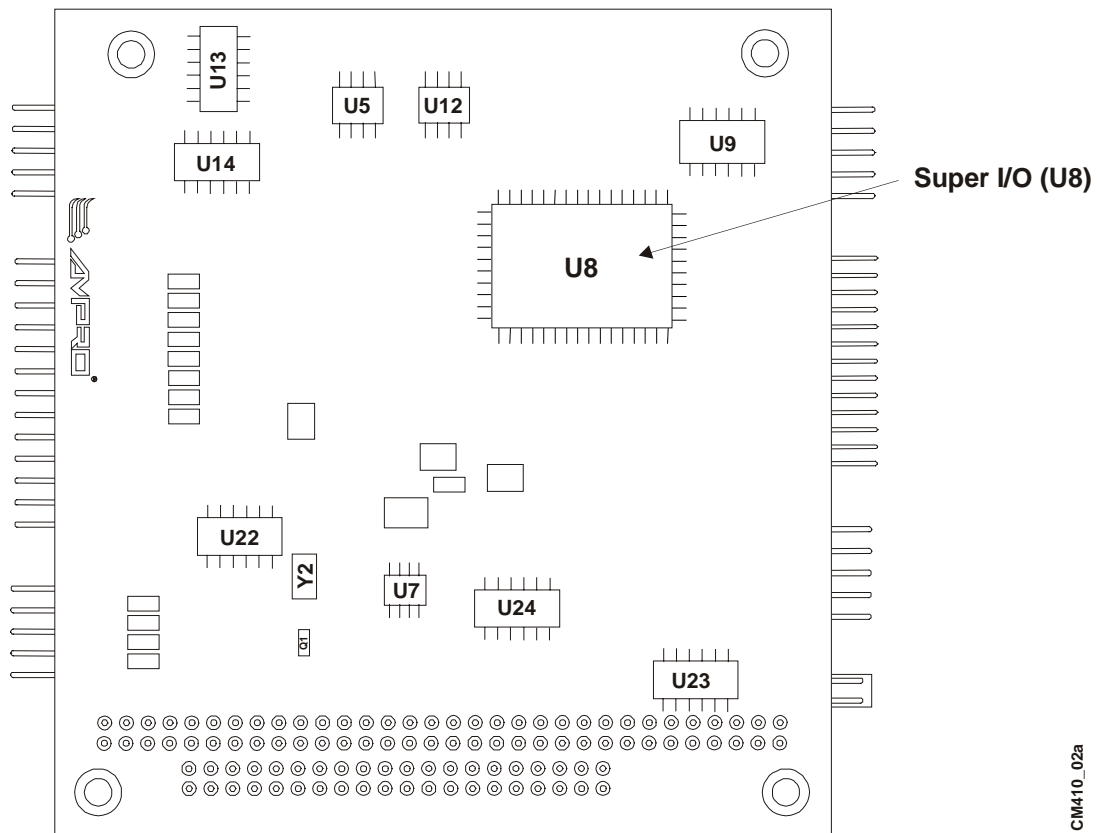 U13
U5
U12
U9
U14
Super I/O (U8)
U8
AMPRO®
U22
Y2
U7
U24
Q1
U23
CM410_02a